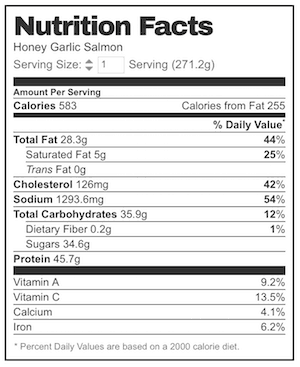 Nutrition Facts
Honey Garlic Salmon
Serving Size: 1 Serving (271.2g)
Amount Per Serving
Calories 583 Calories from Fat 255
% Daily Value*
Total Fat 28.3g 44%
Saturated Fat 5g 25%
Trans Fat 0g
Cholesterol 126mg 42%
Sodium 1293.6mg 54%
Total Carbohydrates 35.9g 12%
Dietary Fiber 0.2g 1%
Sugars 34.6g
Protein 45.7g
Vitamin A 9.2%
Vitamin C 13.5%
Calcium 4.1%
Iron 6.2%
* Percent Daily Values are based on a 2000 calorie diet.